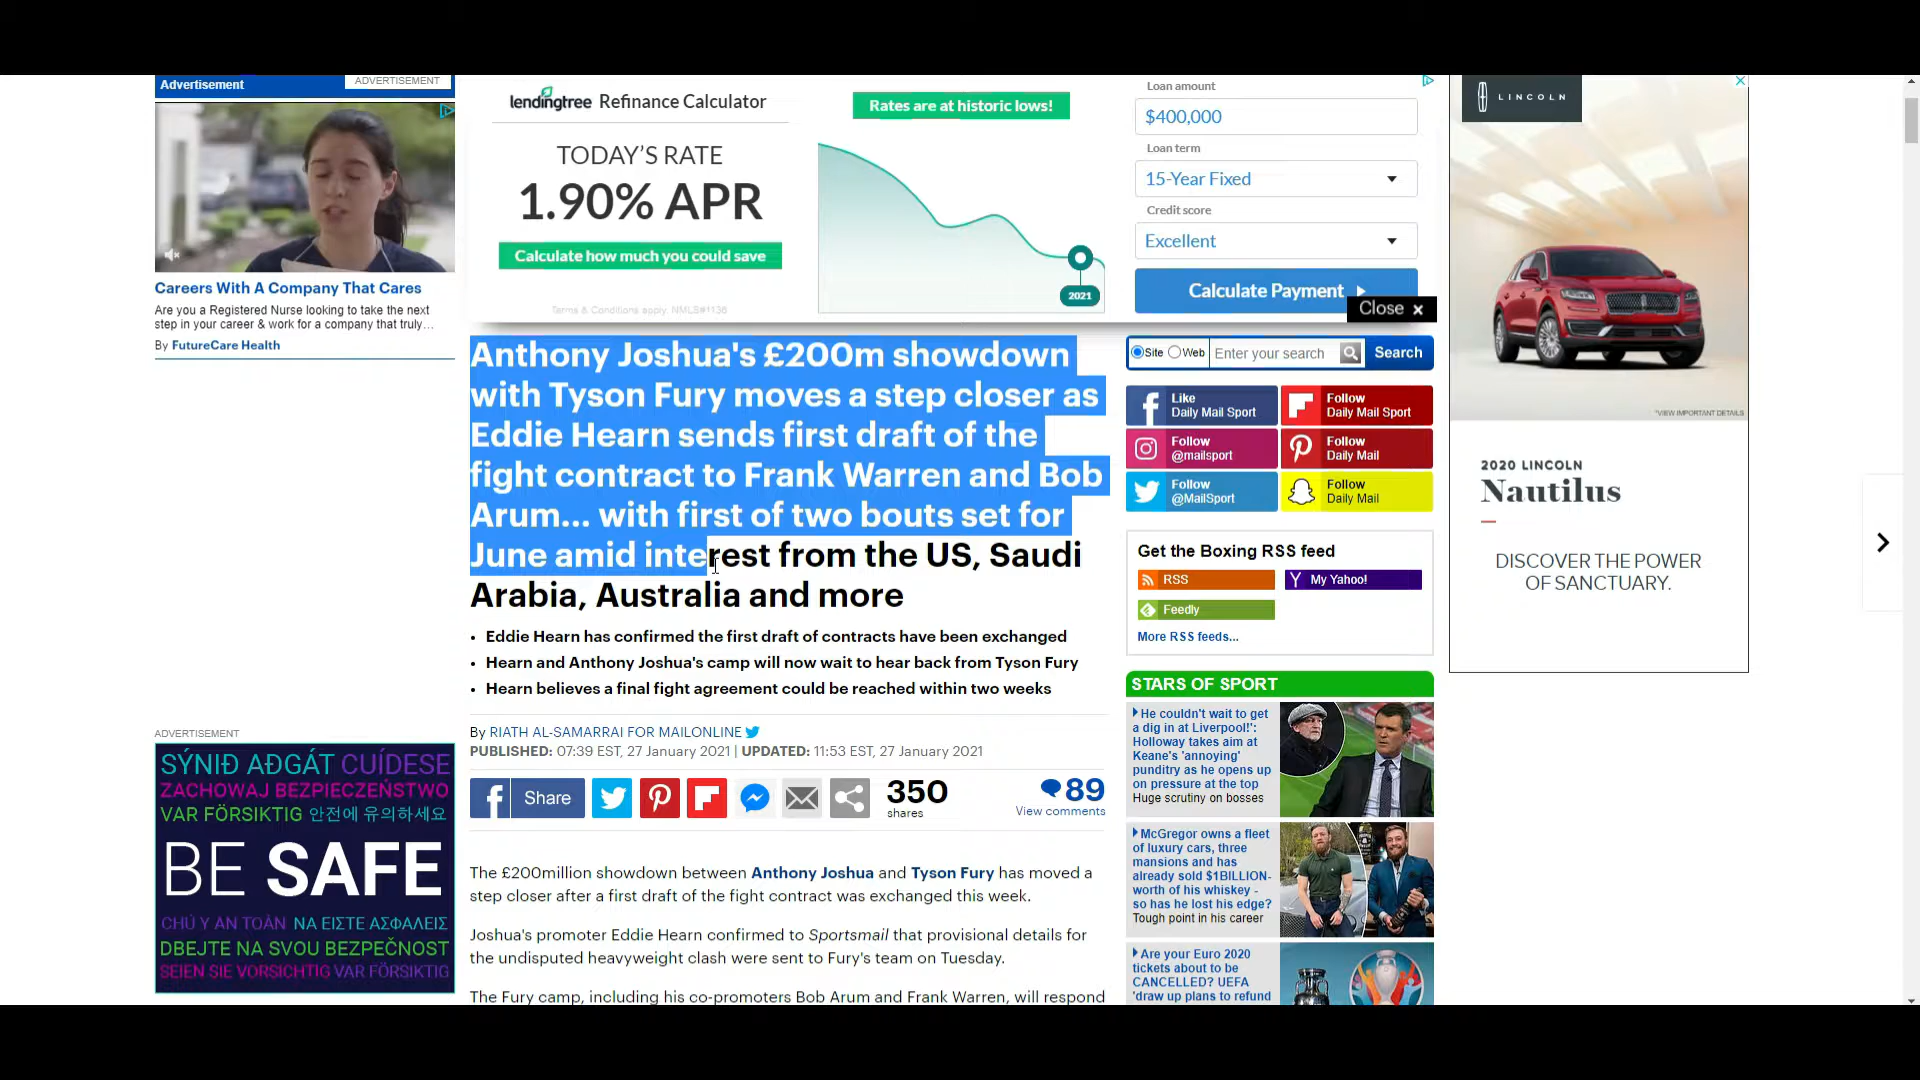 Advertisement
ADVERTISEMENT
Careers With A Company That Cares
Are you a Registered Nurse looking to take the next
step in your career & work for a company that truly...
By FutureCare Health
lendingtree Refinance Calculator
TODAY'S RATE
1.90% APR
Calculate how much you could save
Terms & Conditions apply. NMLS#1136
Rates are at historic lows!
2021
Loan amount
$400,000
Loan term
15-Year Fixed
Credit score
Excellent
Calculate Payment
Close x
LINCOLN
*VIEW IMPORTANT DETAILS
2020 LINCOLN
Nautilus
DISCOVER THE POWER
OF SANCTUARY.
Anthony Joshua's £200m showdown
with Tyson Fury moves a step closer as
Eddie Hearn sends first draft of the
fight contract to Frank Warren and Bob
Arum... with first of two bouts set for
June amid interest from the US, Saudi
Arabia, Australia and more
• Eddie Hearn has confirmed the first draft of contracts have been exchanged
• Hearn and Anthony Joshua's camp will now wait to hear back from Tyson Fury
• Hearn believes a final fight agreement could be reached within two weeks
By RIATH AL-SAMARRAI FOR MAILONLINE
PUBLISHED: 07:39 EST, 27 January 2021 | UPDATED: 11:53 EST, 27 January 2021
Share
350
shares
89
View comments
The £200million showdown between Anthony Joshua and Tyson Fury has moved a
step closer after a first draft of the fight contract was exchanged this week.
Joshua's promoter Eddie Hearn confirmed to Sportsmail that provisional details for
the undisputed heavyweight clash were sent to Fury's team on Tuesday.
The Fury camp, including his co-promoters Bob Arum and Frank Warren, will respond
ADVERTISEMENT
SÝNIÐ AÐGÁT CUÍDESE
ZACHOWAJ BEZPIECZEŃSTWO
VAR FÖRSIKTIG 안전에 유의하세요
BE SAFE
CHÚ Ý AN TOÀN ΝΑ ΕΙΣΤΕ ΑΣΦΑΛΕΙΣ
DBEJTE NA SVOU BEZPEČNOST
SEIEN SIE VORSICHTIG VAR FÖRSIKTIG
Site Web Enter your search Search
Like
Daily Mail Sport
Follow
Daily Mail Sport
Follow
@mailsport
Follow
Daily Mail
Follow
@MailSport
Follow
Daily Mail
Get the Boxing RSS feed
RSS
My Yahoo!
Feedly
More RSS feeds...
STARS OF SPORT
He couldn't wait to get
a dig in at Liverpool!':
Holloway takes aim at
Keane's 'annoying'
punditry as he opens up
on pressure at the top
Huge scrutiny on bosses
McGregor owns a fleet
of luxury cars, three
mansions and has
already sold $1BILLION-
worth of his whiskey -
so has he lost his edge?
Tough point in his career
Are your Euro 2020
tickets about to be
CANCELLED? UEFA
'draw up plans to refund